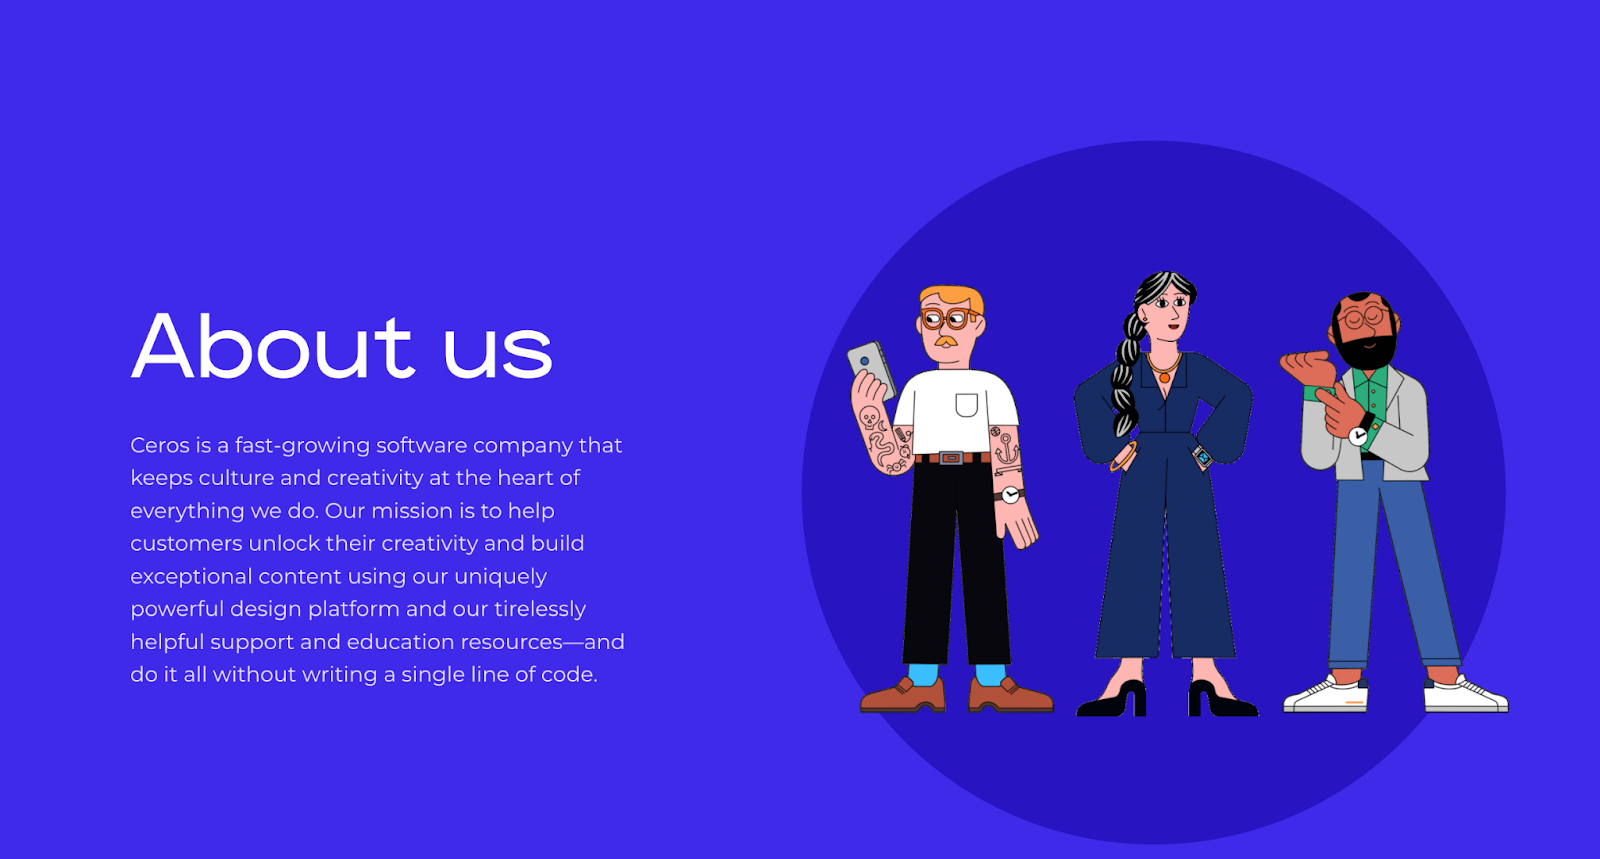 About us
Ceros is a fast-growing software company that
keeps culture and creativity at the heart of
everything we do. Our mission is to help
customers unlock their creativity and build
exceptional content using our uniquely
powerful design platform and our tirelessly
helpful support and education resources—and
do it all without writing a single line of code.